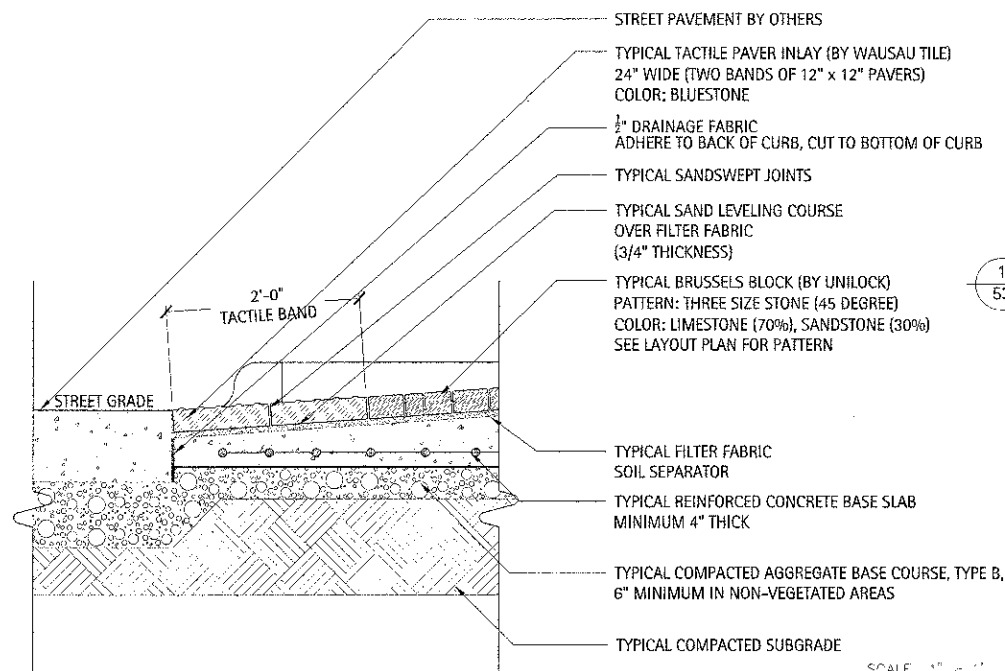 STREET PAVEMENT BY OTHERS
TYPICAL TACTILE PAVER INLAY (BY WAUSAU TILE)
24" WIDE (TWO BANDS OF 12" x 12" PAVERS)
COLOR: BLUESTONE
½" DRAINAGE FABRIC
ADHERE TO BACK OF CURB, CUT TO BOTTOM OF CURB
TYPICAL SANDSWEPT JOINTS
TYPICAL SAND LEVELING COURSE
OVER FILTER FABRIC
(3/4" THICKNESS)
TYPICAL BRUSSELS BLOCK (BY UNILOCK)
PATTERN: THREE SIZE STONE (45 DEGREE)
COLOR: LIMESTONE (70%), SANDSTONE (30%)
SEE LAYOUT PLAN FOR PATTERN
2'-0"
TACTILE BAND
STREET GRADE
TYPICAL FILTER FABRIC
SOIL SEPARATOR
TYPICAL REINFORCED CONCRETE BASE SLAB
MINIMUM 4" THICK
TYPICAL COMPACTED AGGREGATE BASE COURSE, TYPE B,
6" MINIMUM IN NON-VEGETATED AREAS
TYPICAL COMPACTED SUBGRADE